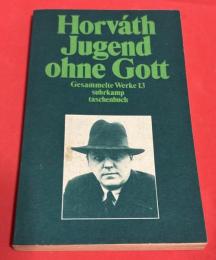 Horváth
Jugend
ohne Gott
Gesammelte Werke 13
suhrkamp
taschenbuch